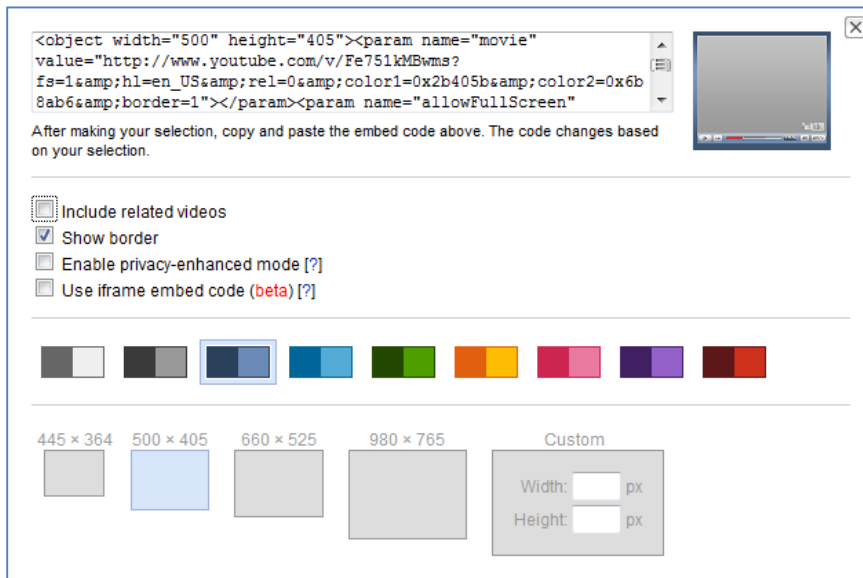 <object width="500" height="405"><param name="movie"
value="http://www.youtube.com/v/Fe751kMBwms?
fs=1&amp;hl=en_US&amp;rel=0&amp;color1=0x2b405b&amp;color2=0x6b
8ab6&amp;border=1"></param><param name="allowFullScreen"
After making your selection, copy and paste the embed code above. The code changes based
on your selection.
Include related videos
Show border
Enable privacy-enhanced mode [?]
Use iframe embed code (beta) [?]
445 × 364 500 × 405 660 × 525 980 × 765 Custom
Width: px
Height: px